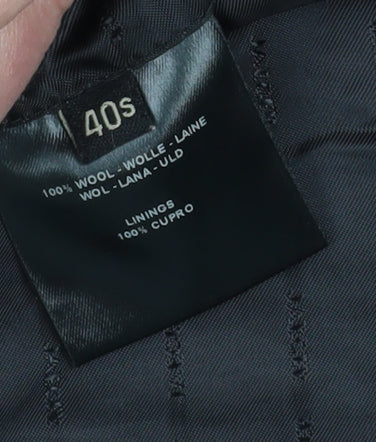 40s
100% WOOL - WOLLE - LAINE
WOL - LANA - ULD
LININGS
100% CUPRO